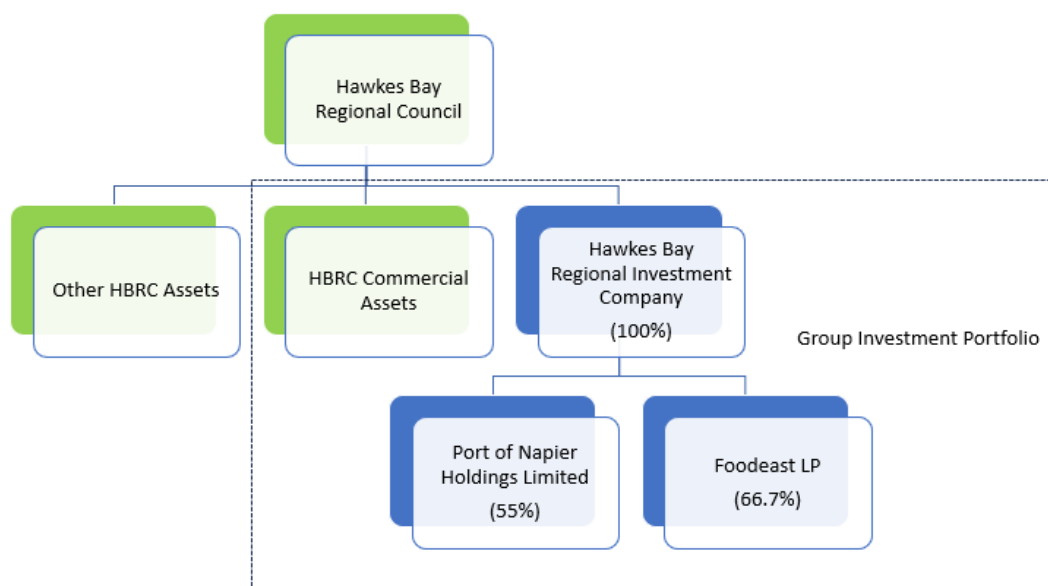 Hawkes Bay
Regional Council
Other HBRC Assets
HBRC Commercial
Assets
Hawkes Bay
Regional Investment
Company
(100%)
Group Investment Portfolio
Port of Napier
Holdings Limited
(55%)
Foodeast LP
(66.7%)